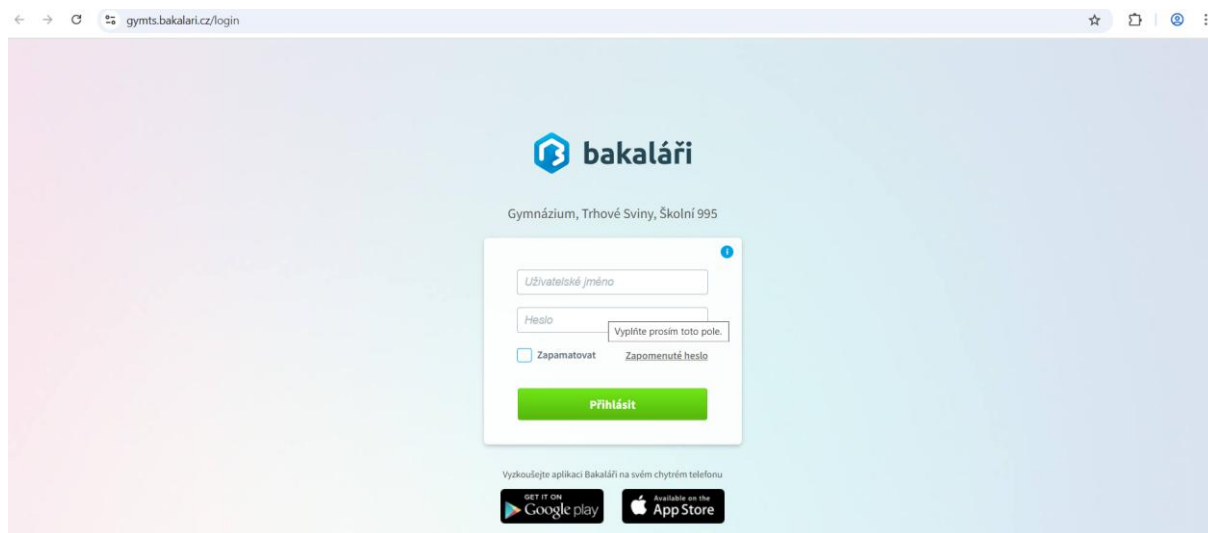 gymts.bakalari.cz/login
bakaláři
Gymnázium, Trhové Sviny, Školní 995
Uživatelské jméno
Heslo
Vyplňte prosím toto pole.
Zapamatovat Zapomenuté heslo
Přihlásit
Vyzkoušejte aplikaci Bakaláři na svém chytrém telefonu
GET IT ON
Google play
Available on the
App Store